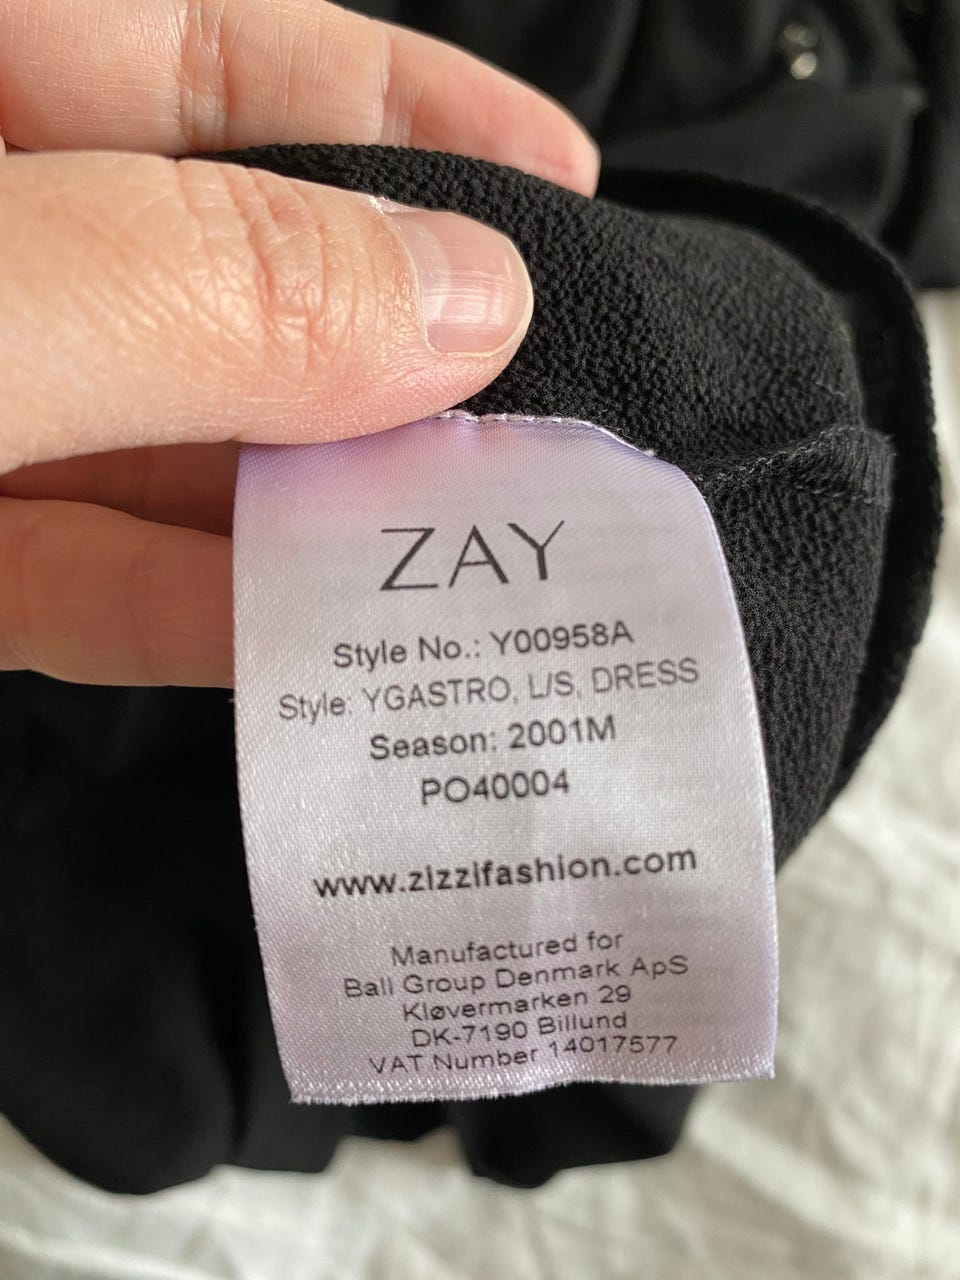 ZAY
Style No.: Y00958A
Style: YGASTRO, L/S, DRESS
Season: 2001M
PO40004
www.zizzifashion.com
Manufactured for
Ball Group Denmark ApS
Kløvermarken 29
DK-7190 Billund
VAT Number 14017577